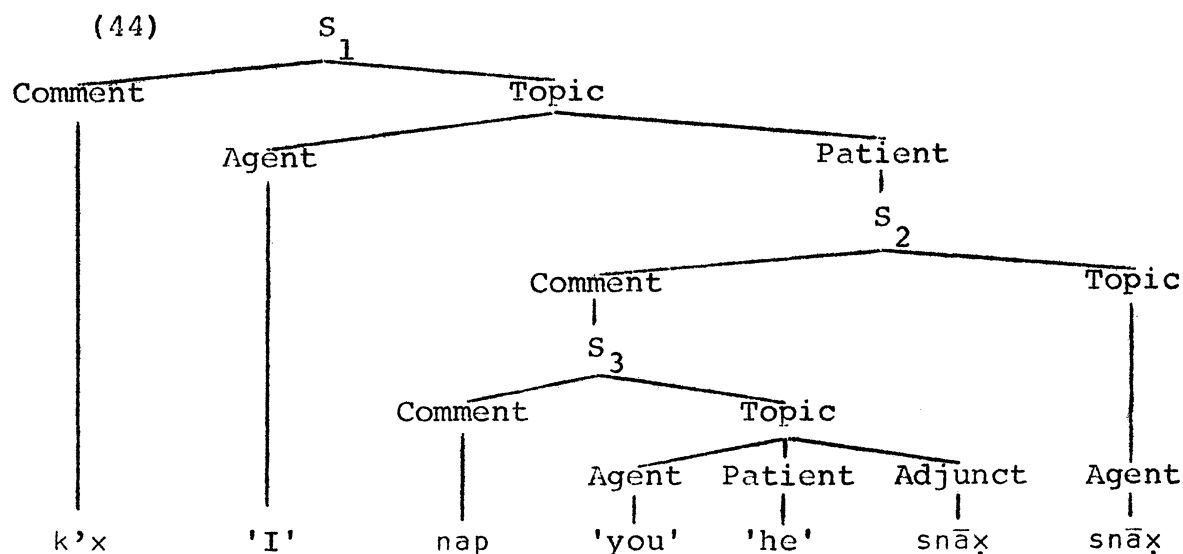 (44) S1
Comment Topic
Agent Patient
S2
Comment Topic
S3
Comment Topic
Agent Patient Adjunct Agent
k’x 'I' nap 'you' 'he' snāx̣ snāx̣